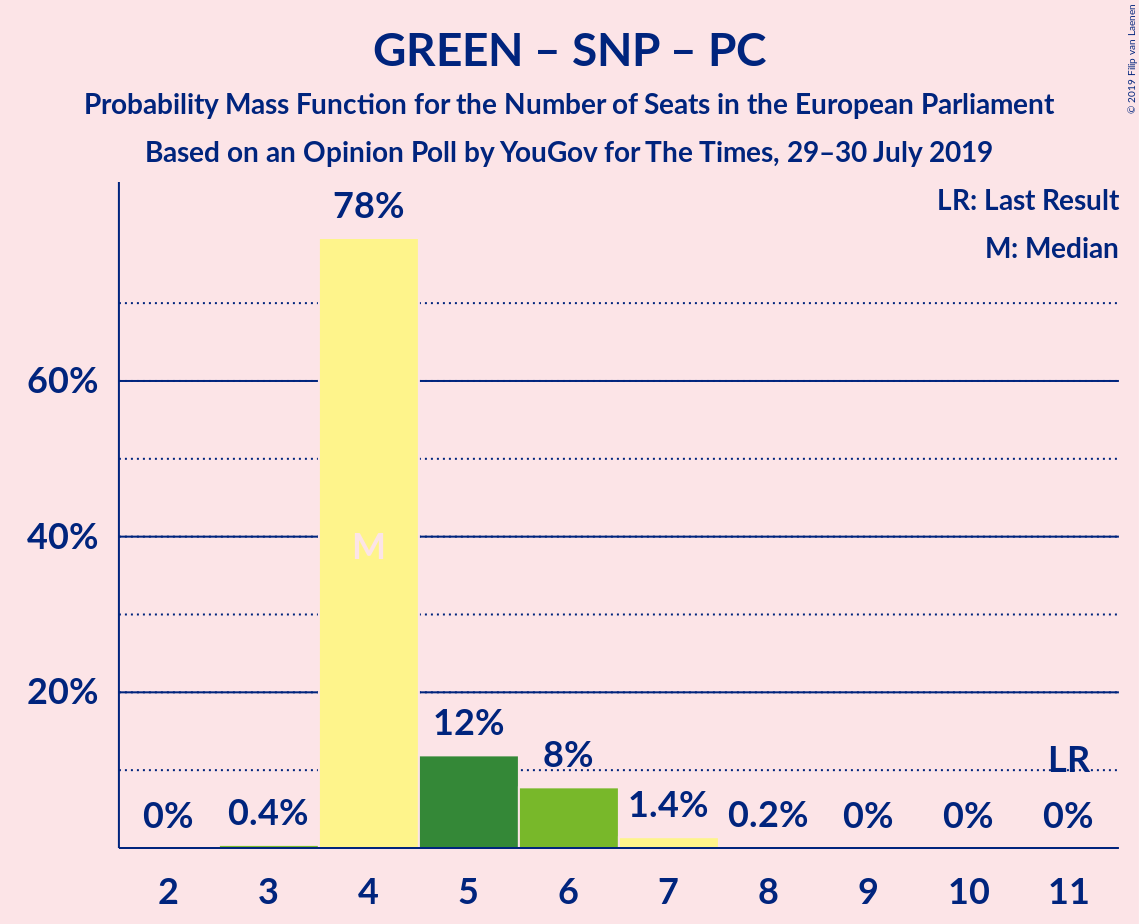 GREEN – SNP – PC
Probability Mass Function for the Number of Seats in the European Parliament
Based on an Opinion Poll by YouGov for The Times, 29–30 July 2019
© 2019 Filip van Laenen
LR: Last Result
M: Median
78%
60%
40%
20%
M
0%
0.4%
12%
8%
1.4%
0.2%
0%
0%
LR
0%
2 3 4 5 6 7 8 9 10 11